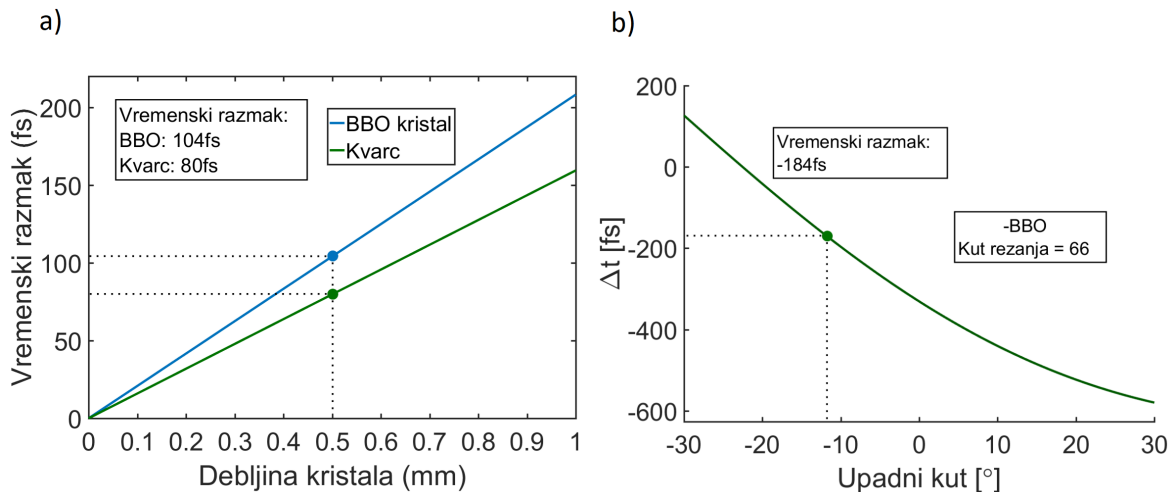 a)
Vremenski razmak (fs)
200
150
100
50
0
Vremenski razmak:
BBO: 104fs
Kvarc: 80fs
BBO kristal
Kvarc
0 0.1 0.2 0.3 0.4 0.5 0.6 0.7 0.8 0.9 1
Debljina kristala (mm)
b)
Δt [fs]
200
0
-200
-400
-600
Vremenski razmak:
-184fs
-BBO
Kut rezanja = 66
-30 -20 -10 0 10 20 30
Upadni kut [°]